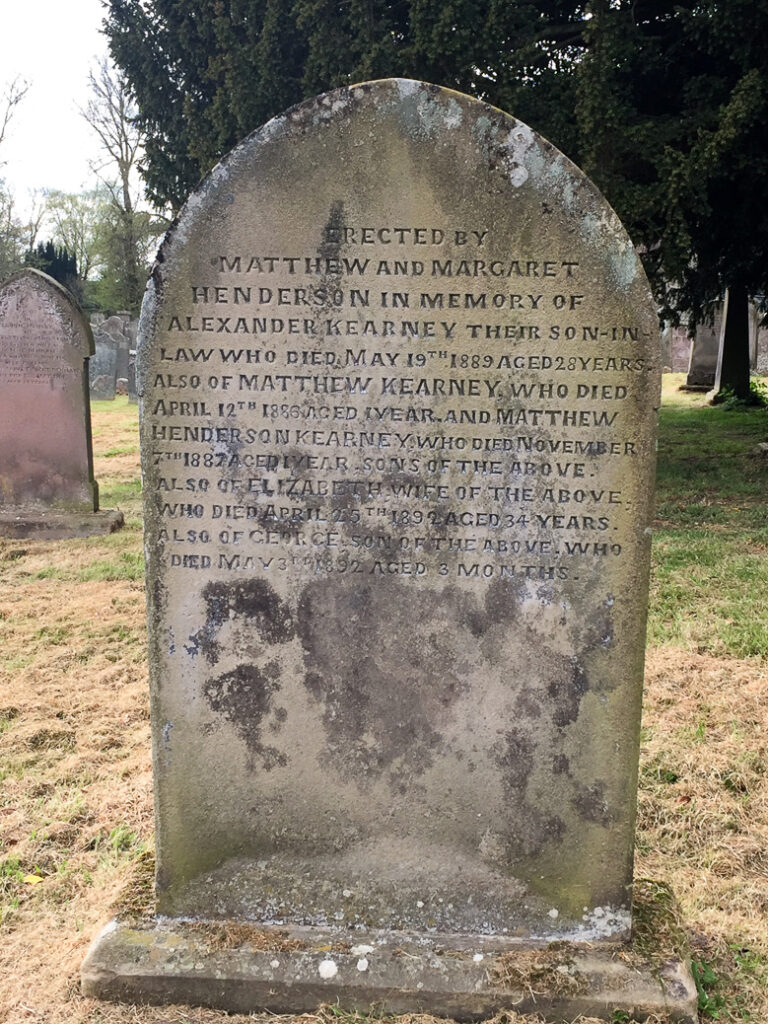 ERECTED BY
MATTHEW AND MARGARET
HENDERSON IN MEMORY OF
ALEXANDER KEARNEY THEIR SON-IN-
LAW WHO DIED MAY 19TH 1889 AGED 28 YEARS.
ALSO OF MATTHEW KEARNEY, WHO DIED
APRIL 12TH 1886 AGED 1 YEAR. AND MATTHEW
HENDERSON KEARNEY. WHO DIED NOVEMBER
7TH 1887 AGED 1 YEAR. SONS OF THE ABOVE.
ALSO OF ELIZABETH WIFE OF THE ABOVE.
WHO DIED APRIL 25TH 1892 AGED 34 YEARS.
ALSO OF GEORGE. SON OF THE ABOVE. WHO
DIED MAY 3RD 1892 AGED 3 MONTHS.